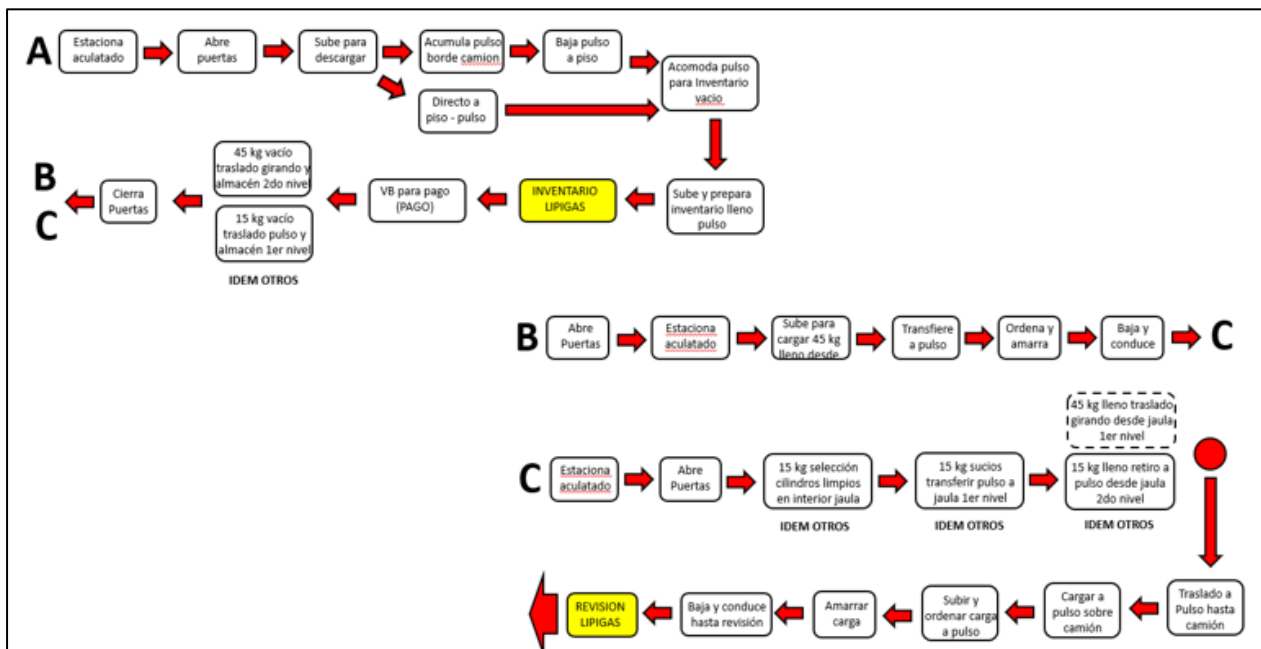 A
Estaciona
aculatado
Abre
puertas
Sube para
descargar
Acumula pulso
borde camion
Baja pulso
a piso
Directo a
piso - pulso
Acomoda pulso
para Inventario
vacio
Sube y prepara
inventario lleno
pulso
INVENTARIO
LIPIGAS
VB para pago
(PAGO)
45 kg vacío
traslado girando y
almacén 2do nivel
15 kg vacío
traslado pulso y
almacén 1er nivel
IDEM OTROS
Cierra
Puertas
B
C
B
Abre
Puertas
Estaciona
aculatado
Sube para
cargar 45 kg
lleno desde
Transfiere
a pulso
Ordena y
amarra
Baja y
conduce
C
C
Estaciona
aculatado
Abre
Puertas
15 kg selección
cilindros limpios
en interior jaula
IDEM OTROS
15 kg sucios
transferir pulso a
jaula 1er nivel
IDEM OTROS
45 kg lleno traslado
girando desde jaula
1er nivel
15 kg lleno retiro a
pulso desde jaula
2do nivel
IDEM OTROS
Traslado a
Pulso hasta
camión
Cargar a
pulso sobre
camión
Subir y
ordenar carga
a pulso
Amarrar
carga
Baja y conduce
hasta revisión
REVISION
LIPIGAS